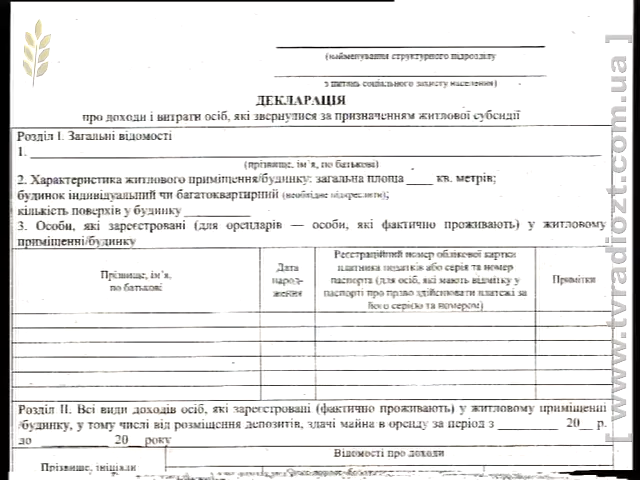 (найменування структурного підрозділу
з питань соціального захисту населення)
ДЕКЛАРАЦІЯ
про доходи і витрати осіб, які звернулися за призначенням житлової субсидії
Розділ І. Загальні відомості
1.
(прізвище, ім'я, по батькові)
2. Характеристика житлового приміщення/будинку: загальна площа ____ кв. метрів;
будинок індивідуальний чи багатоквартирний (необхідне підкреслити);
кількість поверхів у будинку __________
3. Особи, які зареєстровані (для орендарів — особи, які фактично проживають) у житловому
приміщенні/будинку
Прізвище, ім'я,
по батькові
Дата
народ-
ження
Реєстраційний номер облікової картки
платника податків або серія та номер
паспорта (для осіб, які мають відмітку у
паспорті про право здійснювати платежі за
його серією та номером)
Примітки
Розділ ІІ. Всі види доходів осіб, які зареєстровані (фактично проживають) у житловому приміщенні
/будинку, у тому числі від розміщення депозитів, здачі майна в оренду за період з _________ 20__ р.
до _________ 20__ року
Прізвище, ініціали
Відомості про доходи
[ www.tvradiozt.com.ua ]